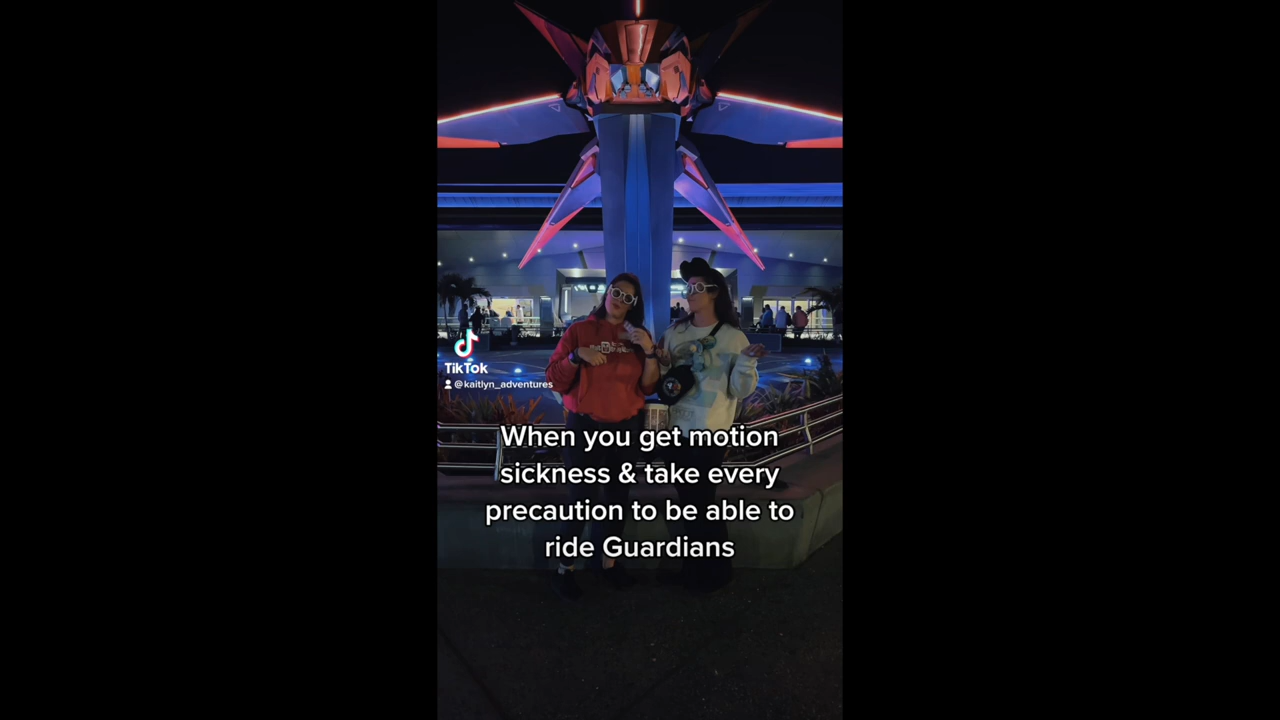 TikTok
@kaitlyn_adventures
When you get motion
sickness & take every
precaution to be able to
ride Guardians